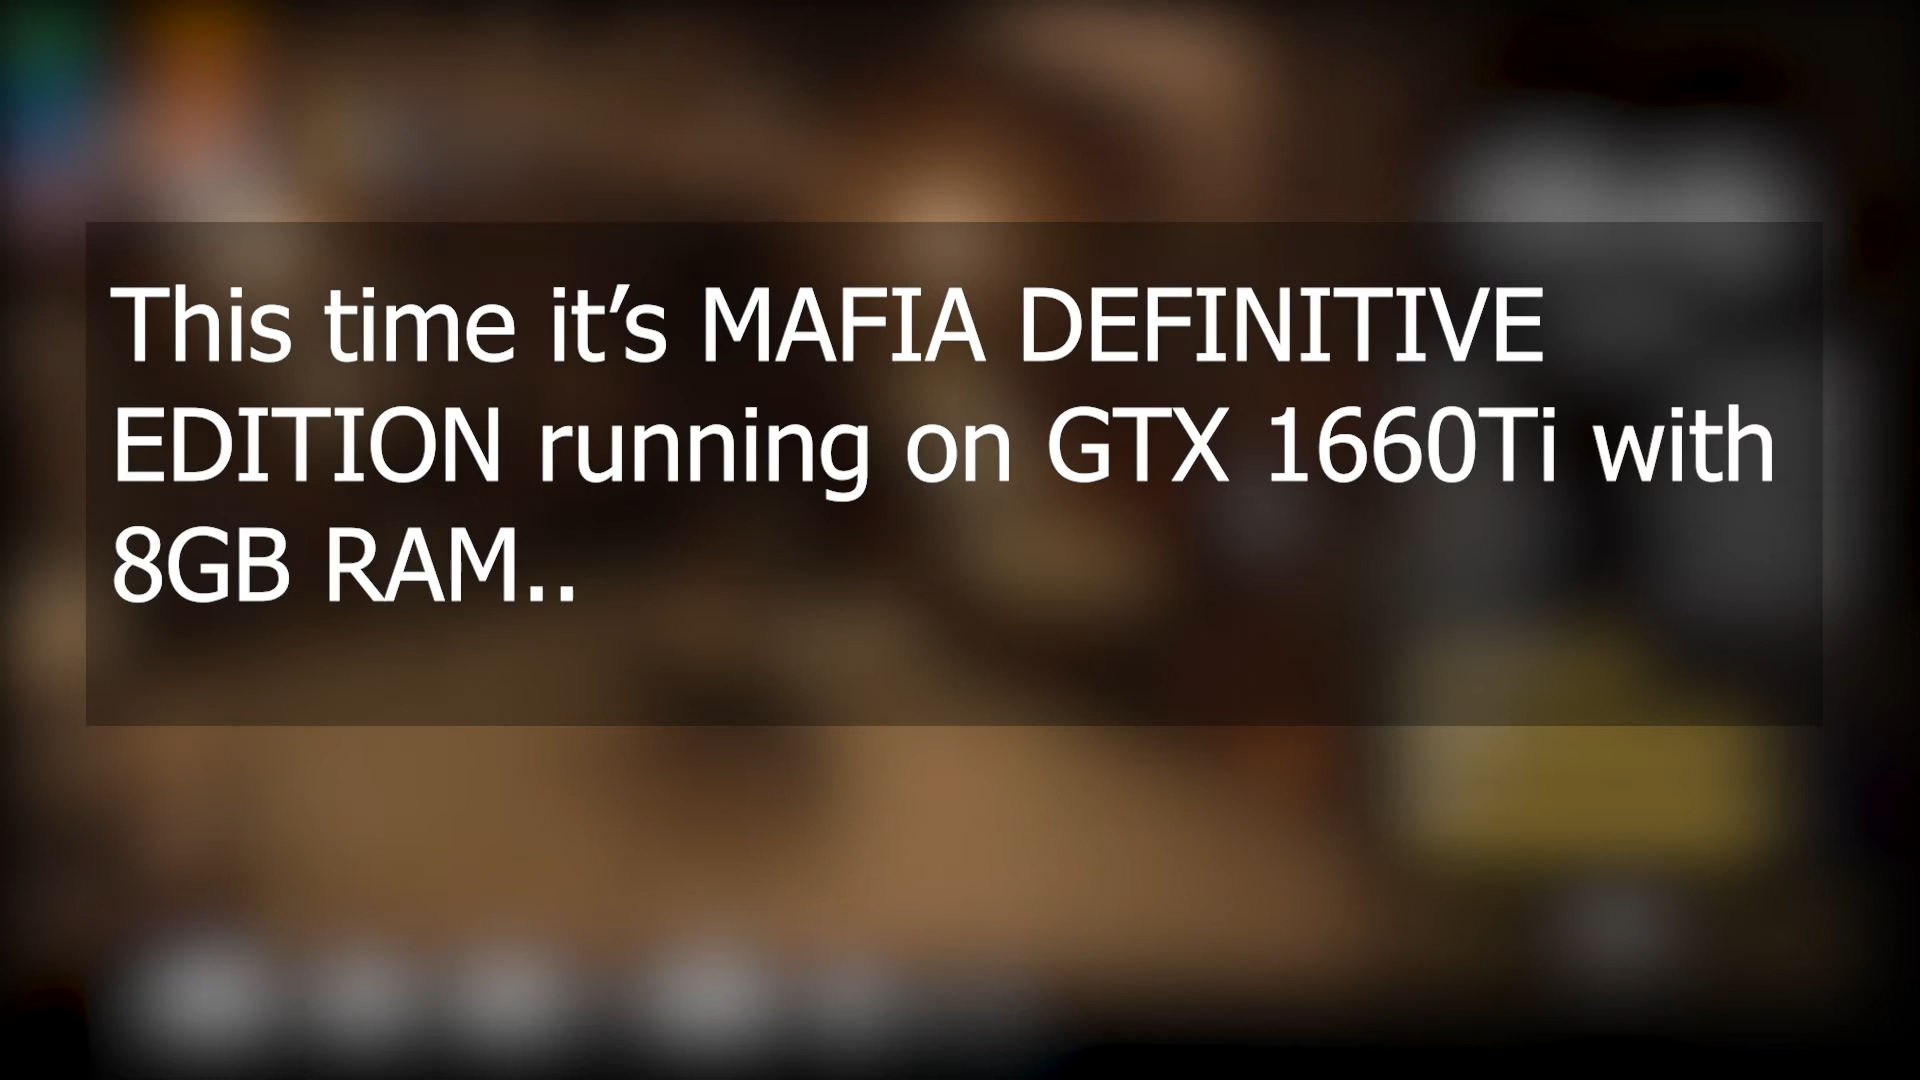 This time it’s MAFIA DEFINITIVE
EDITION running on GTX 1660Ti with
8GB RAM..